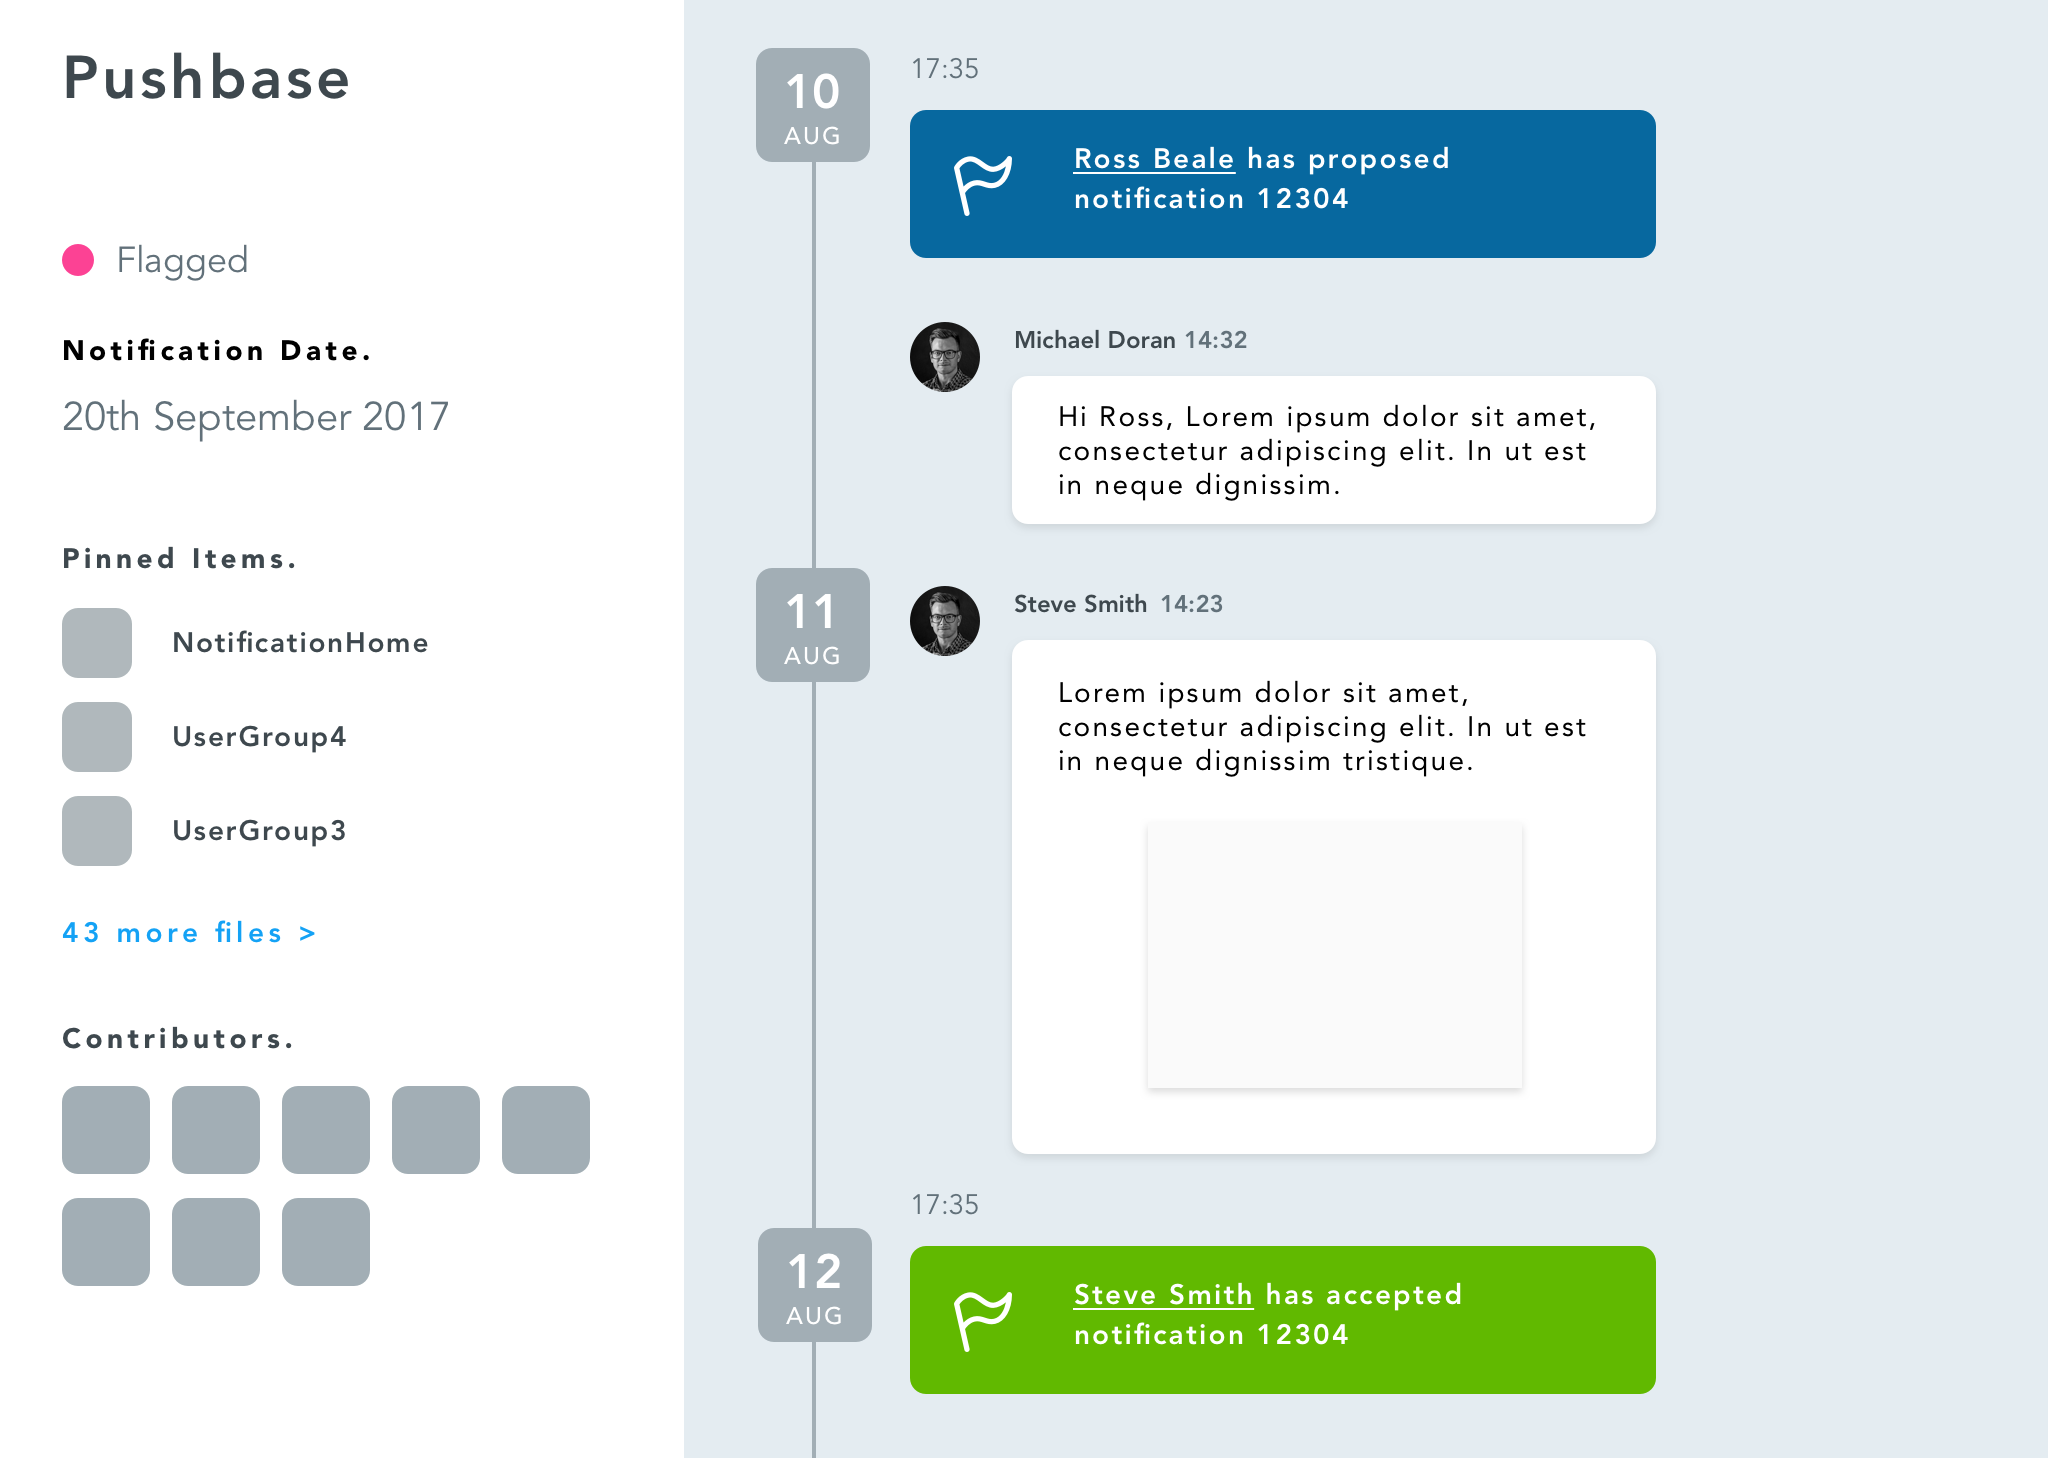 Pushbase
Flagged
Notification Date.
20th September 2017
Pinned Items.
NotificationHome
UserGroup4
UserGroup3
43 more files >
Contributors.
10
AUG
17:35
Ross Beale has proposed
notification 12304
Michael Doran 14:32
Hi Ross, Lorem ipsum dolor sit amet,
consectetur adipiscing elit. In ut est
in neque dignissim.
11
AUG
Steve Smith 14:23
Lorem ipsum dolor sit amet,
consectetur adipiscing elit. In ut est
in neque dignissim tristique.
17:35
12
AUG
Steve Smith has accepted
notification 12304